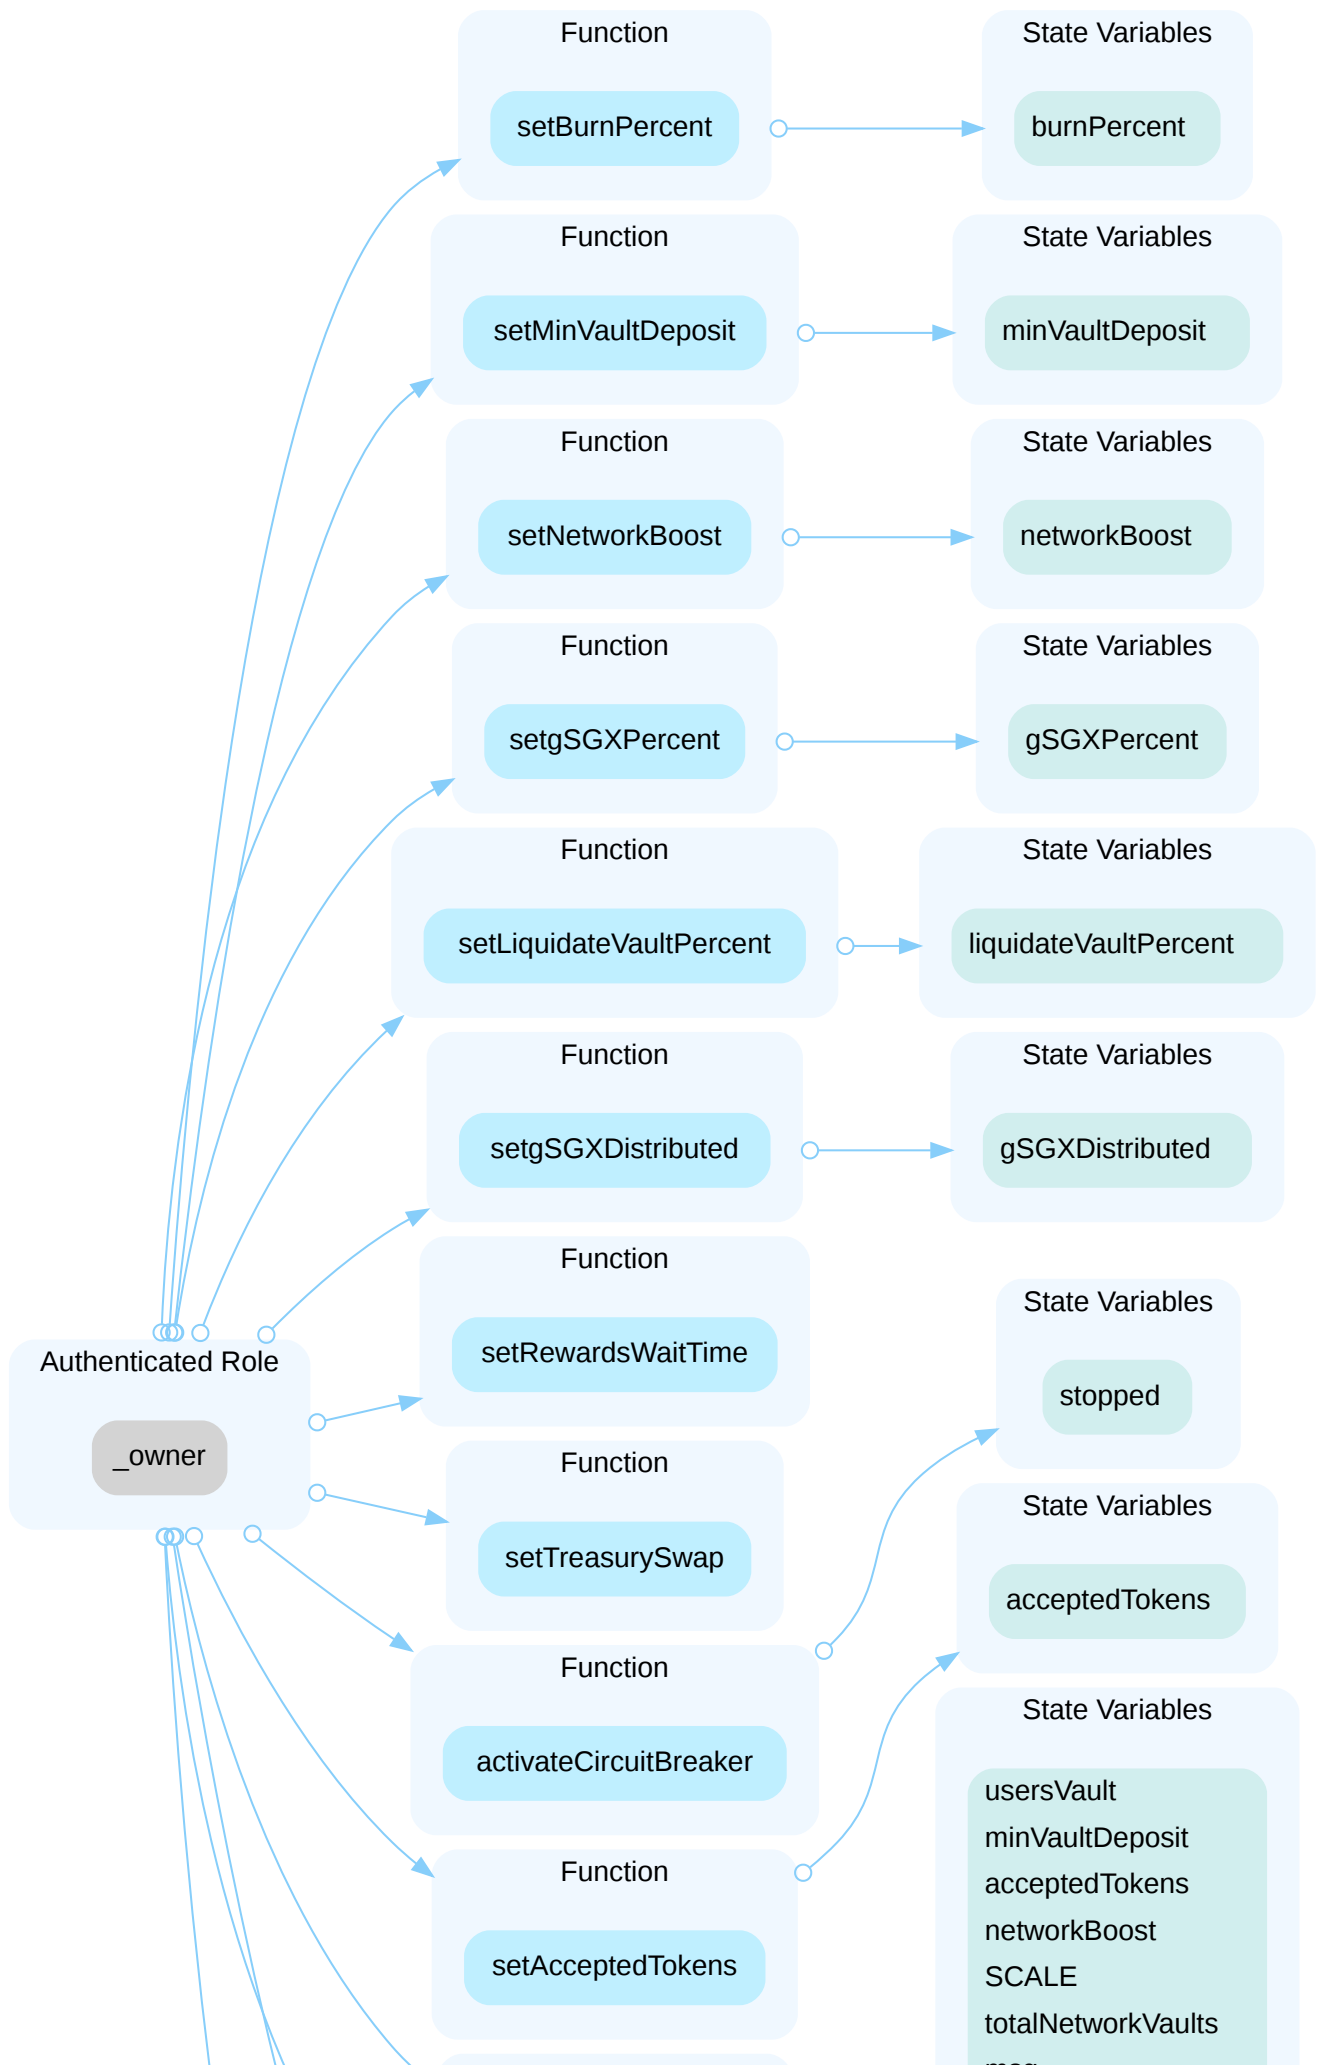 Function
State Variables
setBurnPercent
burnPercent
Function
State Variables
setMinVaultDeposit
minVaultDeposit
Function
State Variables
setNetworkBoost
networkBoost
Function
State Variables
setgSGXPercent
gSGXPercent
Function
State Variables
setLiquidateVaultPercent
liquidateVaultPercent
Function
State Variables
setgSGXDistributed
gSGXDistributed
Function
setRewardsWaitTime
State Variables
stopped
Authenticated Role
_owner
Function
setTreasurySwap
State Variables
acceptedTokens
Function
activateCircuitBreaker
State Variables
usersVault
minVaultDeposit
acceptedTokens
networkBoost
SCALE
totalNetworkVaults
Function
setAcceptedTokens